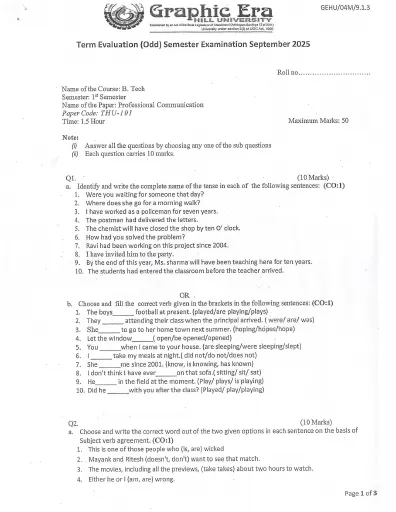 GEHU/04M/9.1.3
Graphic Era
HILL UNIVERSITY
Term Evaluation (Odd) Semester Examination September 2025
Roll no.............................
Name of the Course: B. Tech
Semester: 1st Semester
Name of the Paper: Professional Communication
Paper Code: THU-101
Time: 1.5 Hour Maximum Marks: 50
Note:
(i) Answer all the questions by choosing any one of the sub questions
(ii) Each question carries 10 marks.
Q1. (10 Marks)
a. Identify and write the complete name of the tense in each of the following sentences: (CO:1)
1. Were you waiting for someone that day?
2. Where does she go for a morning walk?
3. I have worked as a policeman for seven years.
4. The postman had delivered the letters.
5. The chemist will have closed the shop by ten O' clock.
6. How had you solved the problem?
7. Ravi had been working on this project since 2004.
8. I have invited him to the party.
9. By the end of this year, Ms. sharma will have been teaching here for ten years.
10. The students had entered the classroom before the teacher arrived.
OR
b. Choose and fill the correct verb given in the brackets in the following sentences: (CO:1)
1. The boys______ football at present. (played/are playing/plays)
2. They ______ attending their class when the principal arrived. ( were/ are/ was)
3. She______ to go to her home town next summer. (hoping/hopes/hope)
4. Let the window______( open/be opened/opened)
5. You ______when I came to your house. (are sleeping/were sleeping/slept)
6. I______ take my meals at night.( did not/do not/does not)
7. She ______me since 2001. (know, is knowing, has known)
8. I don't think I have ever______on that sofa.( sitting/ sit/ sat)
9. He______ in the field at the moment. (Play/ plays/ is playing)
10. Did he ______with you after the class? (Played/ play/playing)
Q2. (10 Marks)
a. Choose and write the correct word out of the two given options in each sentence on the basis of
Subject verb agreement. (CO:1)
1. This is one of those people who (is, are) wicked
2. Mayank and Ritesh (doesn't, don't) want to see that match.
3. The movies, including all the previews, (take takes) about two hours to watch.
4. Either he or I (am, are) wrong.
Page 1 of 3